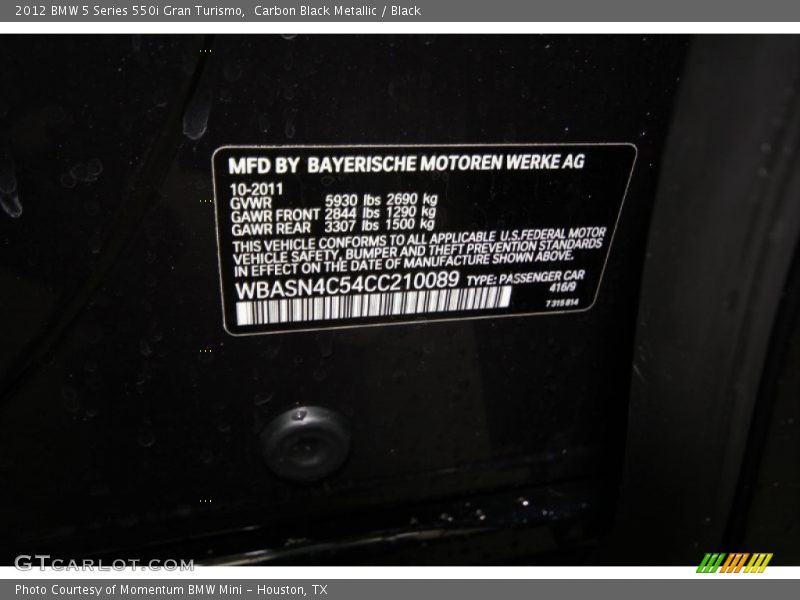 2012 BMW 5 Series 550i Gran Turismo,  Carbon Black Metallic / Black
MFD BY BAYERISCHE MOTOREN WERKE AG
10-2011
GVWR 5930 lbs 2690 kg
GAWR FRONT 2844 lbs 1290 kg
GAWR REAR 3307 lbs 1500 kg
THIS VEHICLE CONFORMS TO ALL APPLICABLE U.S.FEDERAL MOTOR
VEHICLE SAFETY, BUMPER AND THEFT PREVENTION STANDARDS
IN EFFECT ON THE DATE OF MANUFACTURE SHOWN ABOVE.
WBASN4C54CC210089 TYPE: PASSENGER CAR
416/9
7 315 814
GTCARLOT.COM
Photo Courtesy of Momentum BMW Mini - Houston, TX